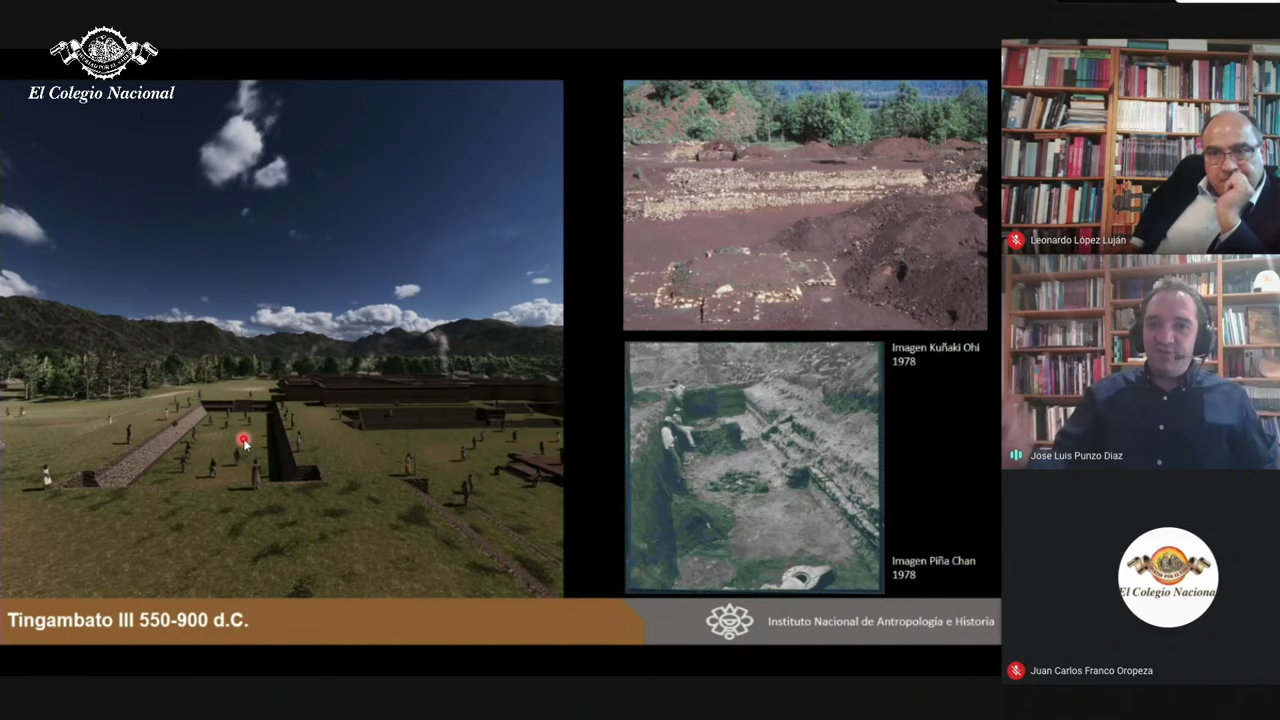 El Colegio Nacional
Imagen Kuñaki Ohi
1978
Imagen Piña Chan
1978
Tingambato III 550-900 d.C.
Instituto Nacional de Antropología e Historia
Leonardo López Luján
Jose Luis Punzo Diaz
El Colegio Naciona
Juan Carlos Franco Oropeza